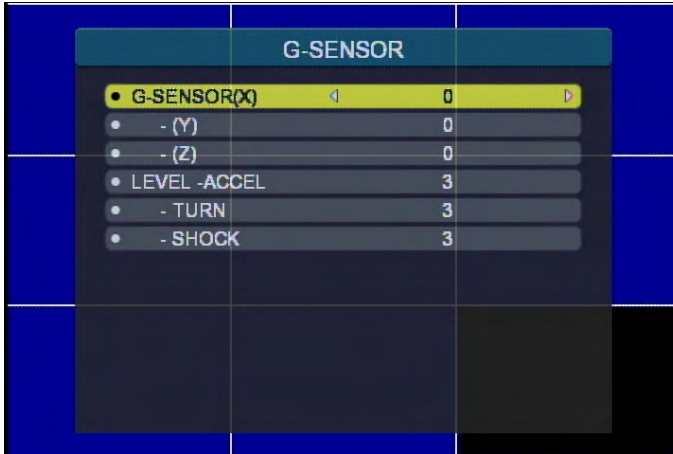 G-SENSOR
G-SENSOR(X) 0
- (Y) 0
- (Z) 0
LEVEL -ACCEL 3
- TURN 3
- SHOCK 3